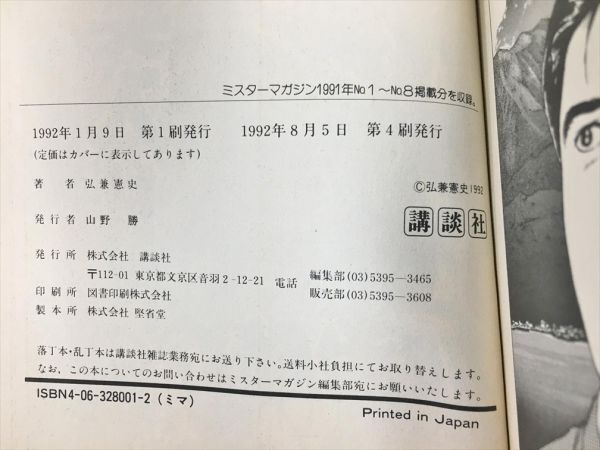 ミスターマガジン1991年No.1〜No.8掲載分を収録。
1992年1月9日 第1刷発行 1992年8月5日 第4刷発行
(定価はカバーに表示してあります)
著者 弘兼憲史
©弘兼憲史1992
発行者 山野 勝
講談社
発行所 株式会社 講談社
〒112-01 東京都文京区音羽2-12-21 電話 編集部(03)5395―3465
販売部(03)5395―3608
印刷所 図書印刷株式会社
製本所 株式会社 堅省堂
落丁本・乱丁本は講談社雑誌業務宛にお送り下さい。送料小社負担にてお取り替えします。
なお、この本についてのお問い合わせはミスターマガジン編集部宛にお願いいたします。
ISBN4-06-328001-2 (ミマ)
Printed in Japan